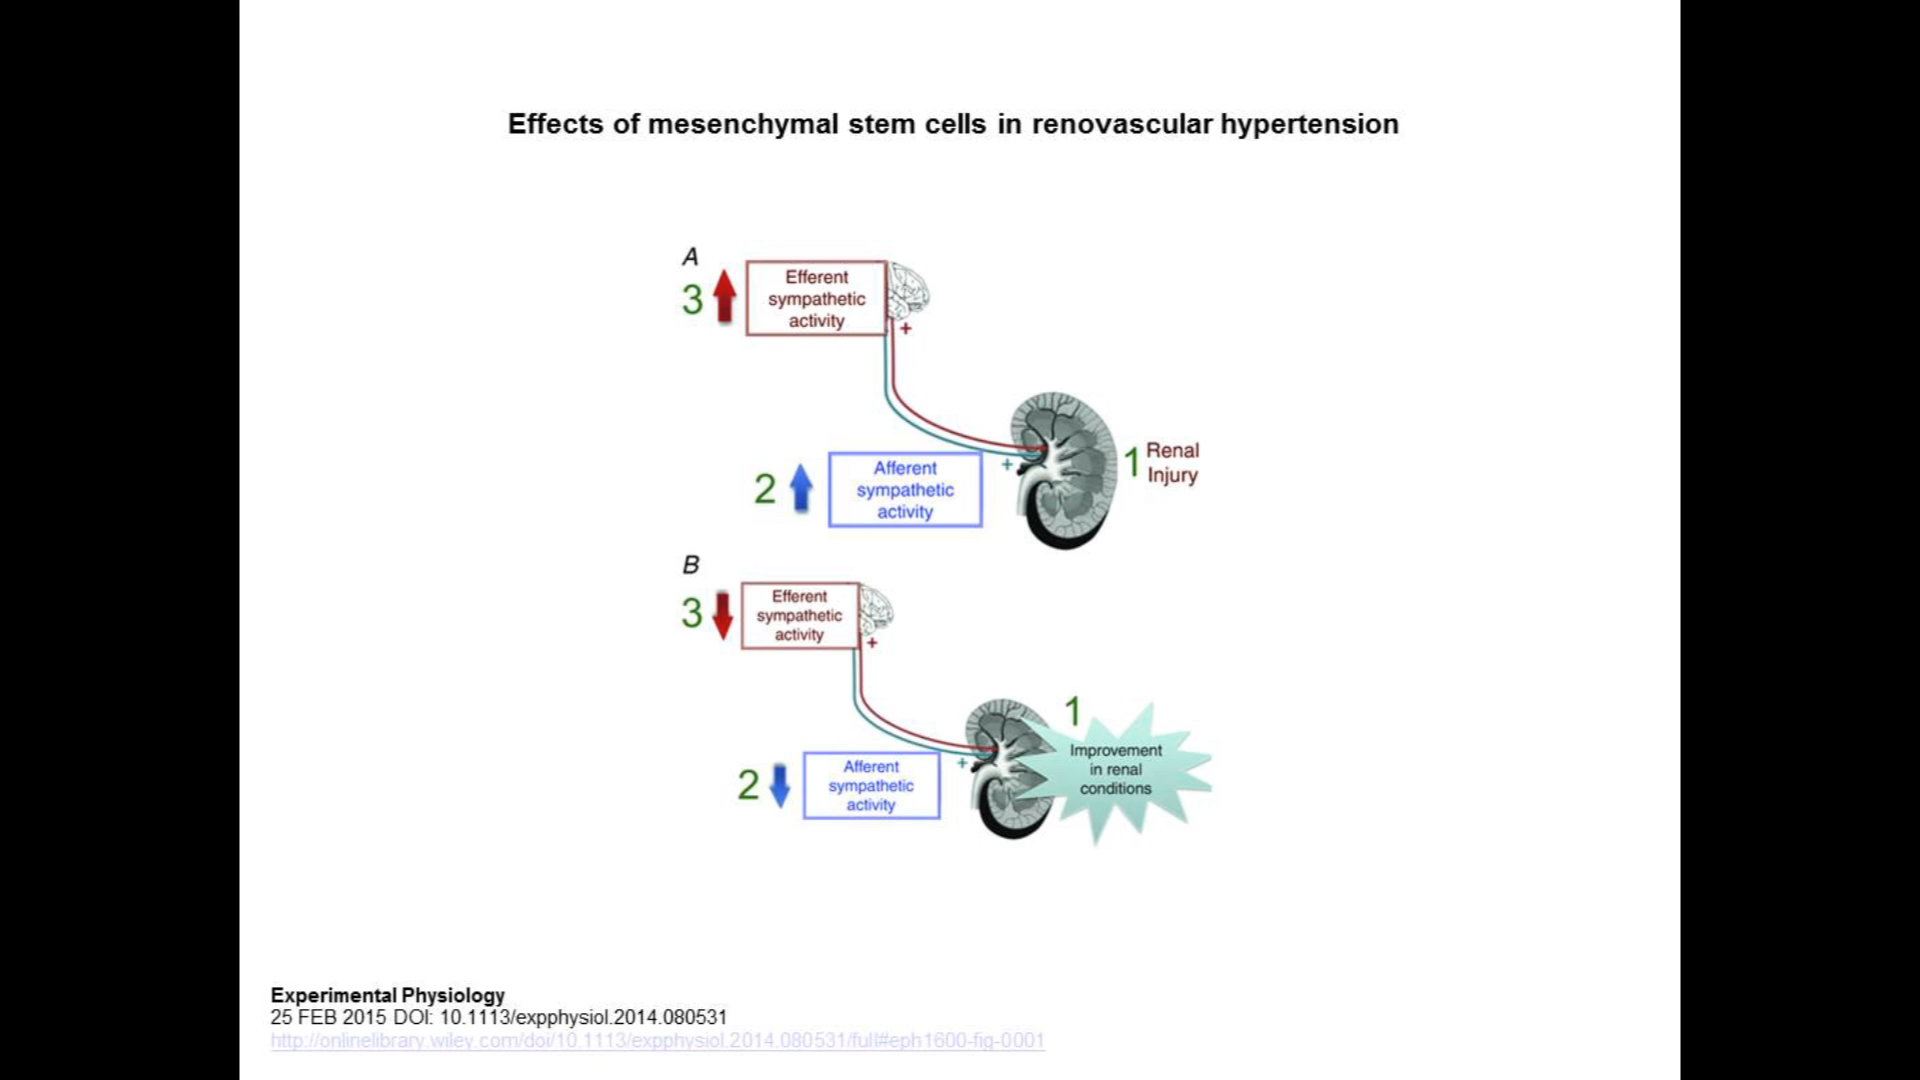 Effects of mesenchymal stem cells in renovascular hypertension
A
3
Efferent
sympathetic
activity
+
2
Afferent
sympathetic
activity
+
1
Renal
Injury
B
3
Efferent
sympathetic
activity
+
2
Afferent
sympathetic
activity
+
1
Improvement
in renal
conditions
Experimental Physiology
25 FEB 2015 DOI: 10.1113/expphysiol.2014.080531
http://onlinelibrary.wiley.com/doi/10.1113/expphysiol.2014.080531/full#eph1600-fig-0001